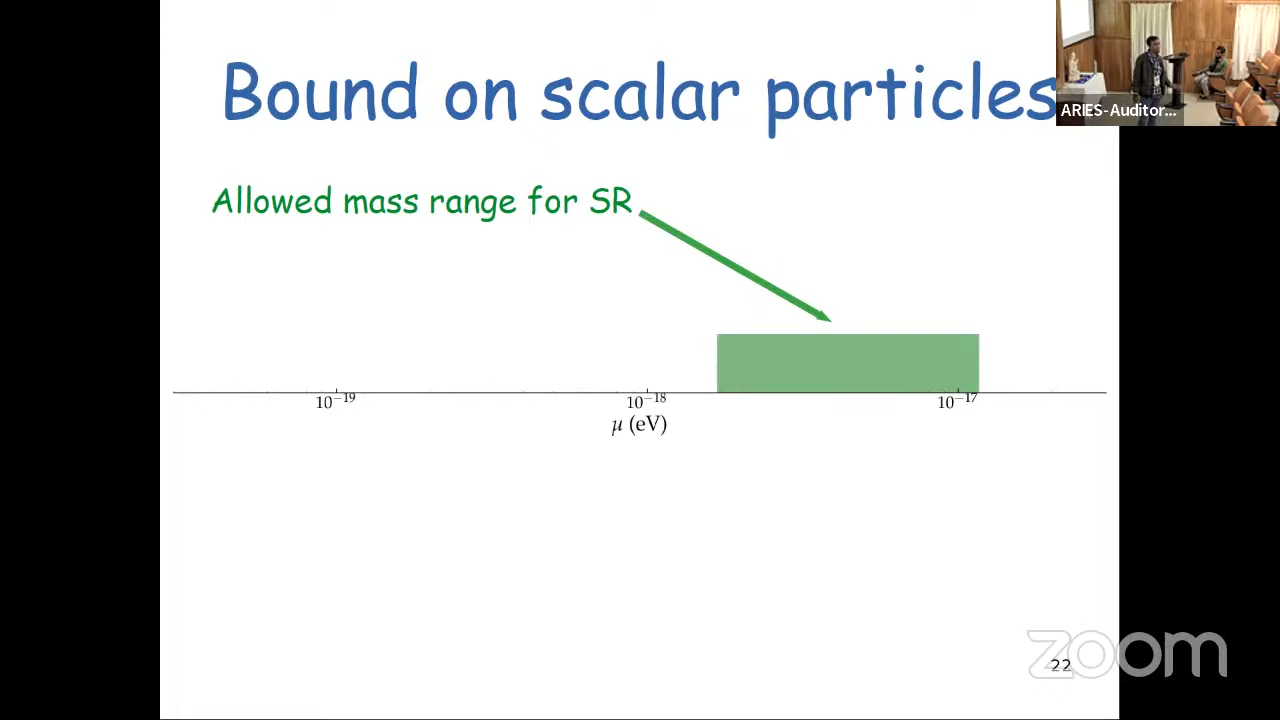 Bound on scalar particles
ARIES-Auditor...
Allowed mass range for SR
10⁻¹⁹ 10⁻¹⁸ 10⁻¹⁷
μ (eV)
zoom
22